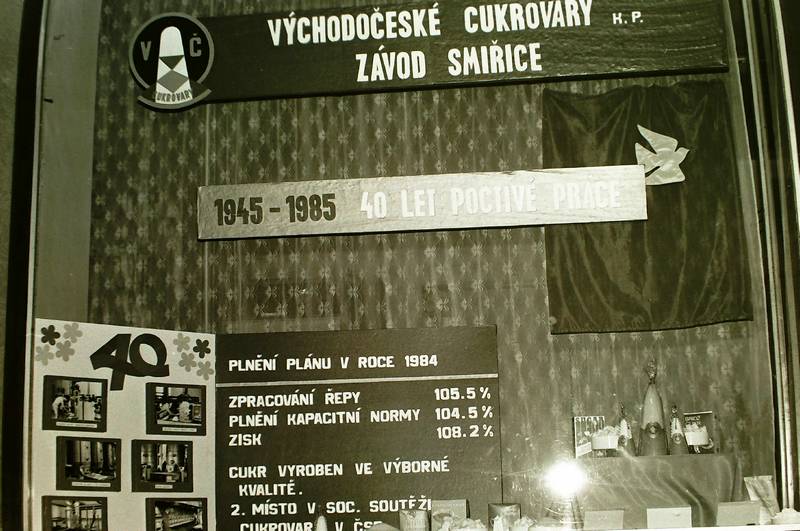 VÝCHODOČESKÉ CUKROVARY K.P.
ZÁVOD SMIŘICE
V Č
CUKROVARY
1945 - 1985 40 LET POCTIVÉ PRÁCE
40
PLNĚNÍ PLÁNU V ROCE 1984
ZPRACOVÁNÍ ŘEPY 105.5 %
PLNĚNÍ KAPACITNÍ NORMY 104.5 %
ZISK 108.2 %
CUKR VYROBEN VE VÝBORNÉ
KVALITĚ.
2. MÍSTO V SOC. SOUTĚŽI
V ČSR